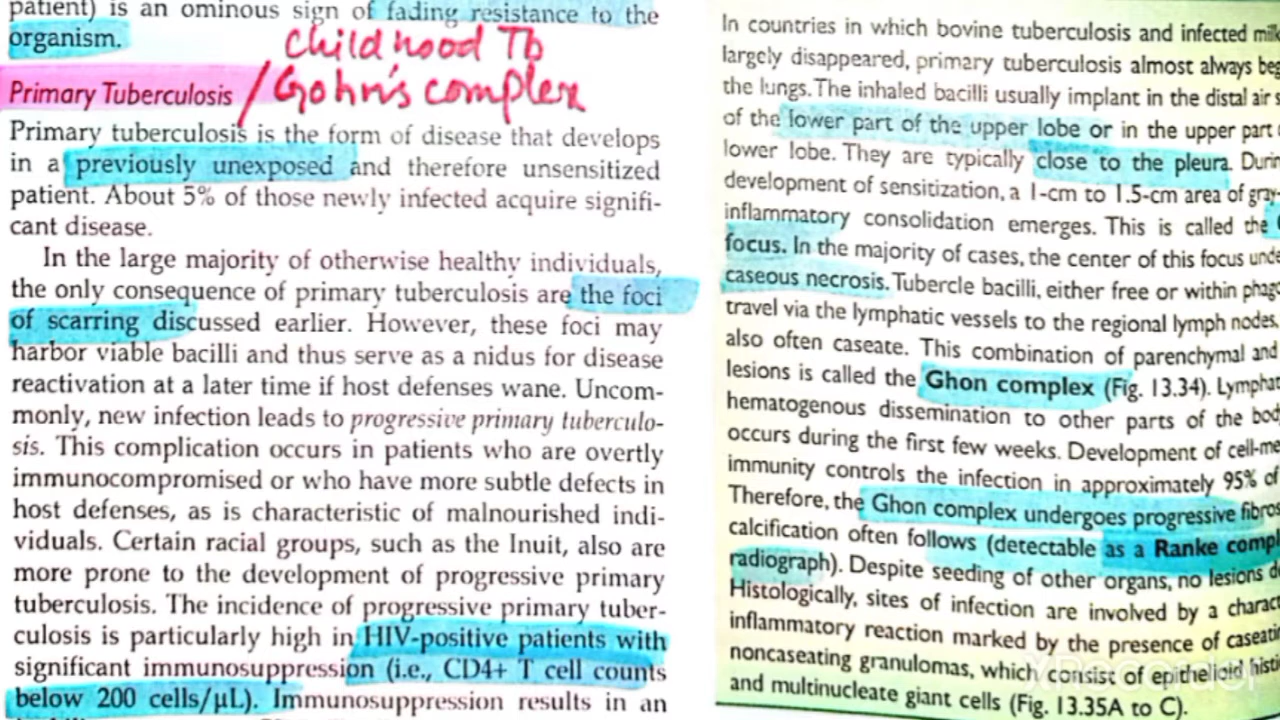 patient) is an ominous sign of fading resistance to the
organism.
Childhood Tb
Primary Tuberculosis / Gohn's complex
Primary tuberculosis is the form of disease that develops
in a previously unexposed and therefore unsensitized
patient. About 5% of those newly infected acquire signifi-
cant disease.
In the large majority of otherwise healthy individuals,
the only consequence of primary tuberculosis are the foci
of scarring discussed earlier. However, these foci may
harbor viable bacilli and thus serve as a nidus for disease
reactivation at a later time if host defenses wane. Uncom-
monly, new infection leads to progressive primary tuberculo-
sis. This complication occurs in patients who are overtly
immunocompromised or who have more subtle defects in
host defenses, as is characteristic of malnourished indi-
viduals. Certain racial groups, such as the Inuit, also are
more prone to the development of progressive primary
tuberculosis. The incidence of progressive primary tuber-
culosis is particularly high in HIV-positive patients with
significant immunosuppression (i.e., CD4+ T cell counts
below 200 cells/μL). Immunosuppression results in an
In countries in which bovine tuberculosis and infected milk
largely disappeared, primary tuberculosis almost always beg
the lungs. The inhaled bacilli usually implant in the distal air s
of the lower part of the upper lobe or in the upper part
lower lobe. They are typically close to the pleura. Durin
development of sensitization, a 1-cm to 1.5-cm area of gray-
inflammatory consolidation emerges. This is called the
focus. In the majority of cases, the center of this focus unde
caseous necrosis. Tubercle bacilli, either free or within phago
travel via the lymphatic vessels to the regional lymph nodes,
also often caseate. This combination of parenchymal and
lesions is called the Ghon complex (Fig. 13.34). Lymphat
hematogenous dissemination to other parts of the bod
occurs during the first few weeks. Development of cell-me
immunity controls the infection in approximately 95% of
Therefore, the Ghon complex undergoes progressive fibros
calcification often follows (detectable as a Ranke compl
radiograph). Despite seeding of other organs, no lesions de
Histologically, sites of infection are involved by a charact
inflammatory reaction marked by the presence of caseati
noncaseating granulomas, which consist of epithelioid histi
and multinucleate giant cells (Fig. 13.35A to C).
XRecorder